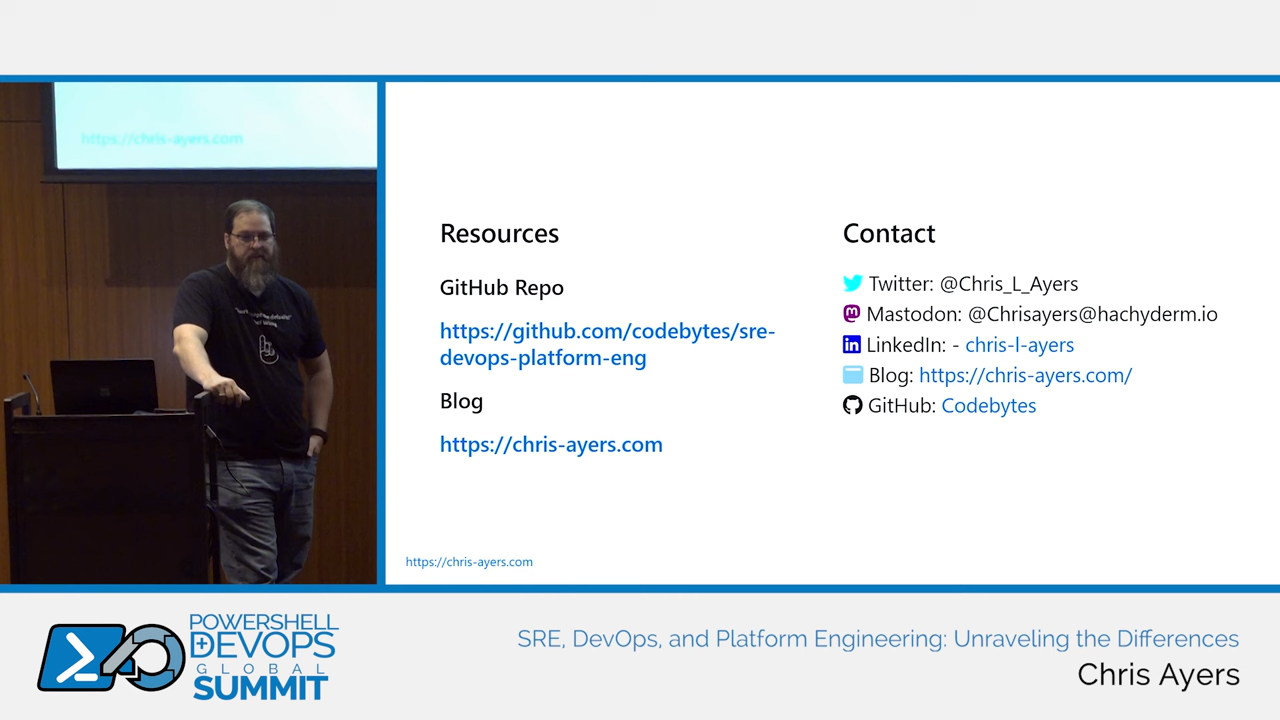 https://chris-ayers.com
Resources
GitHub Repo
https://github.com/codebytes/sre-
devops-platform-eng
Blog
https://chris-ayers.com
Contact
Twitter: @Chris_L_Ayers
Mastodon: @Chrisayers@hachyderm.io
LinkedIn: - chris-l-ayers
Blog: https://chris-ayers.com/
GitHub: Codebytes
https://chris-ayers.com
POWERSHELL
+DEVOPS
GLOBAL
SUMMIT
SRE, DevOps, and Platform Engineering: Unraveling the Differences
Chris Ayers